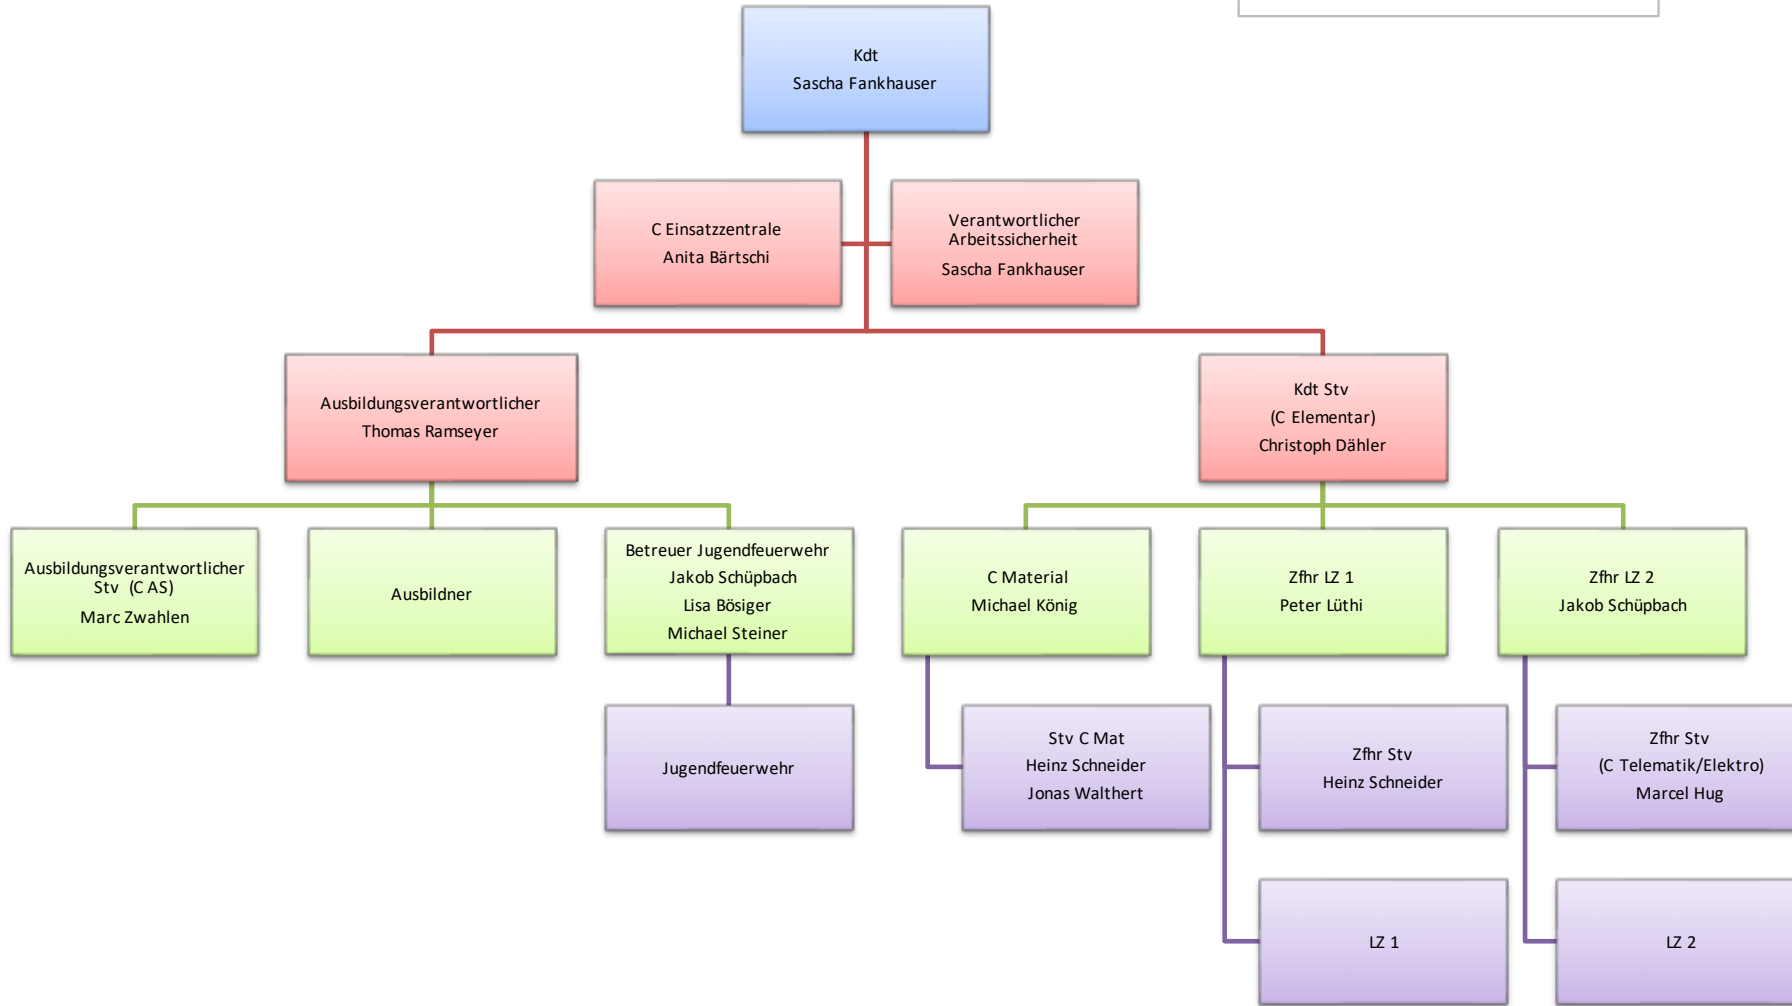 Kdt
Sascha Fankhauser
C Einsatzzentrale
Anita Bärtschi
Verantwortlicher
Arbeitssicherheit
Sascha Fankhauser
Ausbildungsverantwortlicher
Thomas Ramseyer
Kdt Stv
(C Elementar)
Christoph Dähler
Ausbildungsverantwortlicher
Stv (C AS)
Marc Zwahlen
Ausbildner
Betreuer Jugendfeuerwehr
Jakob Schüpbach
Lisa Bösiger
Michael Steiner
C Material
Michael König
Zfhr LZ 1
Peter Lüthi
Zfhr LZ 2
Jakob Schüpbach
Jugendfeuerwehr
Stv C Mat
Heinz Schneider
Jonas Walthert
Zfhr Stv
Heinz Schneider
Zfhr Stv
(C Telematik/Elektro)
Marcel Hug
LZ 1
LZ 2